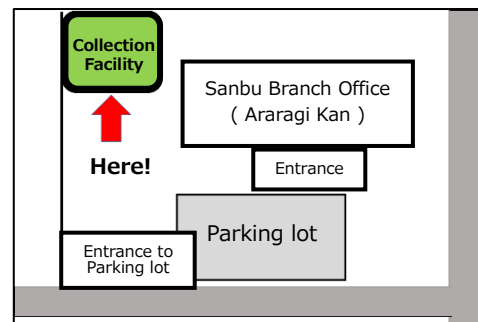 Collection
Facility
Sanbu Branch Office
( Araragi Kan )
Here!
Entrance
Parking lot
Entrance to
Parking lot